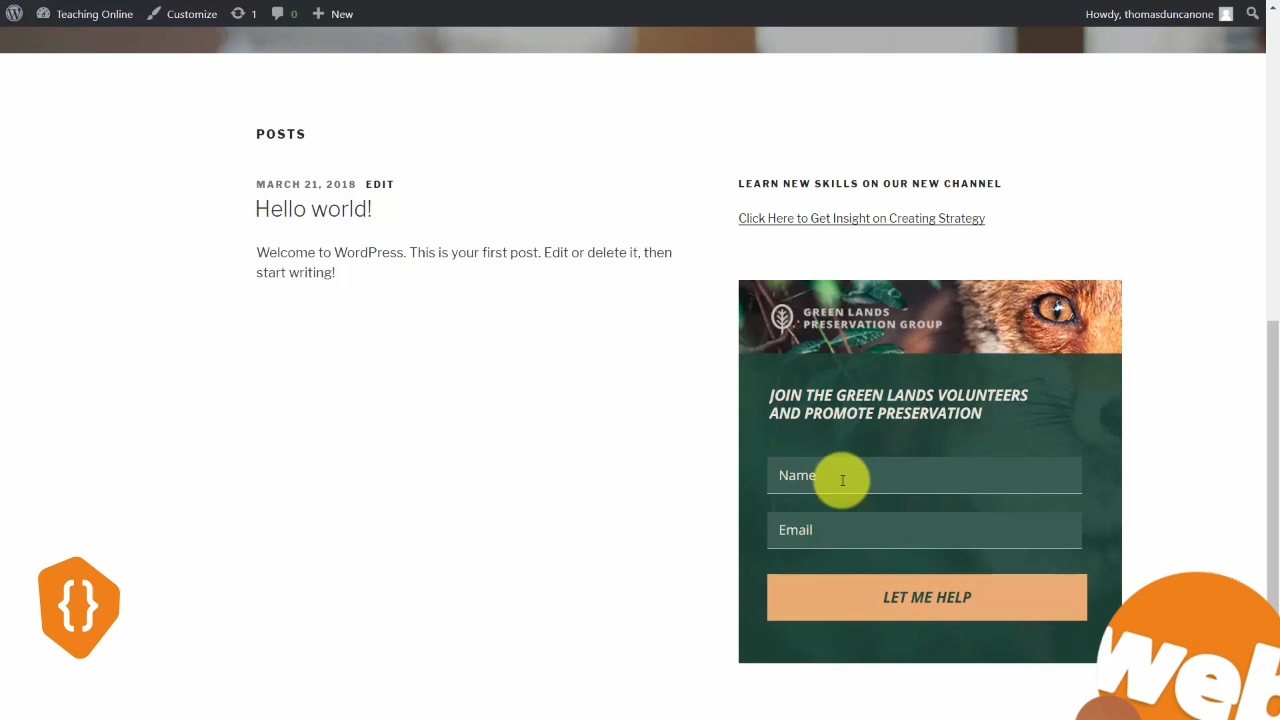 Teaching Online Customize 1 0 New Howdy, thomasduncanone
POSTS
MARCH 21, 2018 EDIT
Hello world!
Welcome to WordPress. This is your first post. Edit or delete it, then
start writing!
LEARN NEW SKILLS ON OUR NEW CHANNEL
Click Here to Get Insight on Creating Strategy
GREEN LANDS
PRESERVATION GROUP
JOIN THE GREEN LANDS VOLUNTEERS
AND PROMOTE PRESERVATION
Name
Email
LET ME HELP
{}
Web